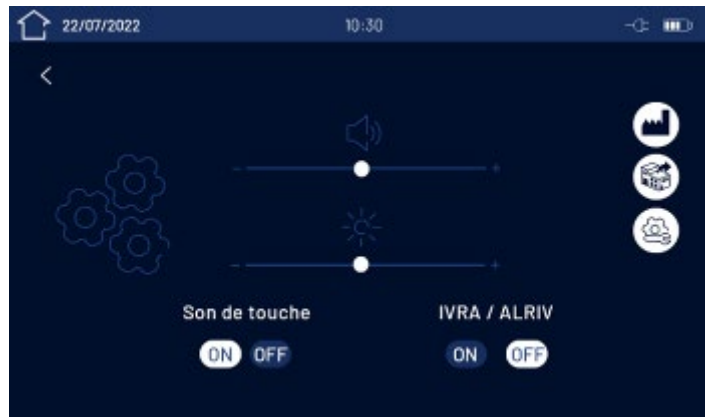 22/07/2022 10:30
- +
- +
Son de touche IVRA / ALRIV
ON OFF ON OFF